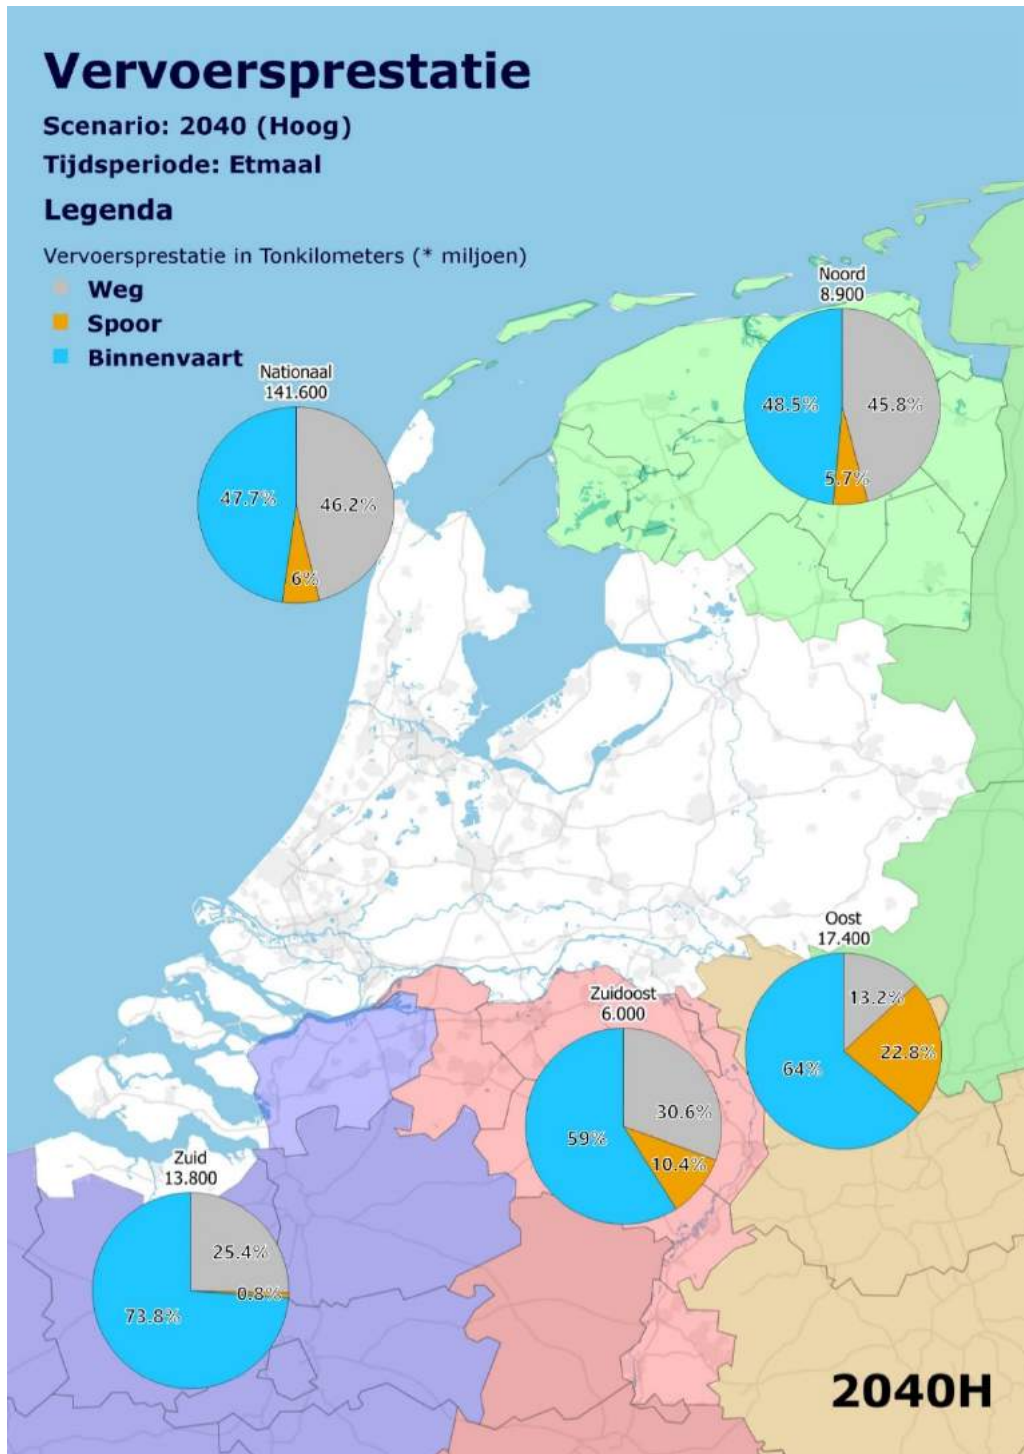 Vervoersprestatie
Scenario: 2040 (Hoog)
Tijdsperiode: Etmaal
Legenda
Vervoersprestatie in Tonkilometers (* miljoen)
Weg
Spoor
Binnenvaart
Noord
8.900
48.5%
45.8%
5.7%
Nationaal
141.600
47.7%
46.2%
6%
Oost
17.400
13.2%
22.8%
64%
Zuidoost
6.000
30.6%
59%
10.4%
Zuid
13.800
25.4%
0.8%
73.8%
2040H